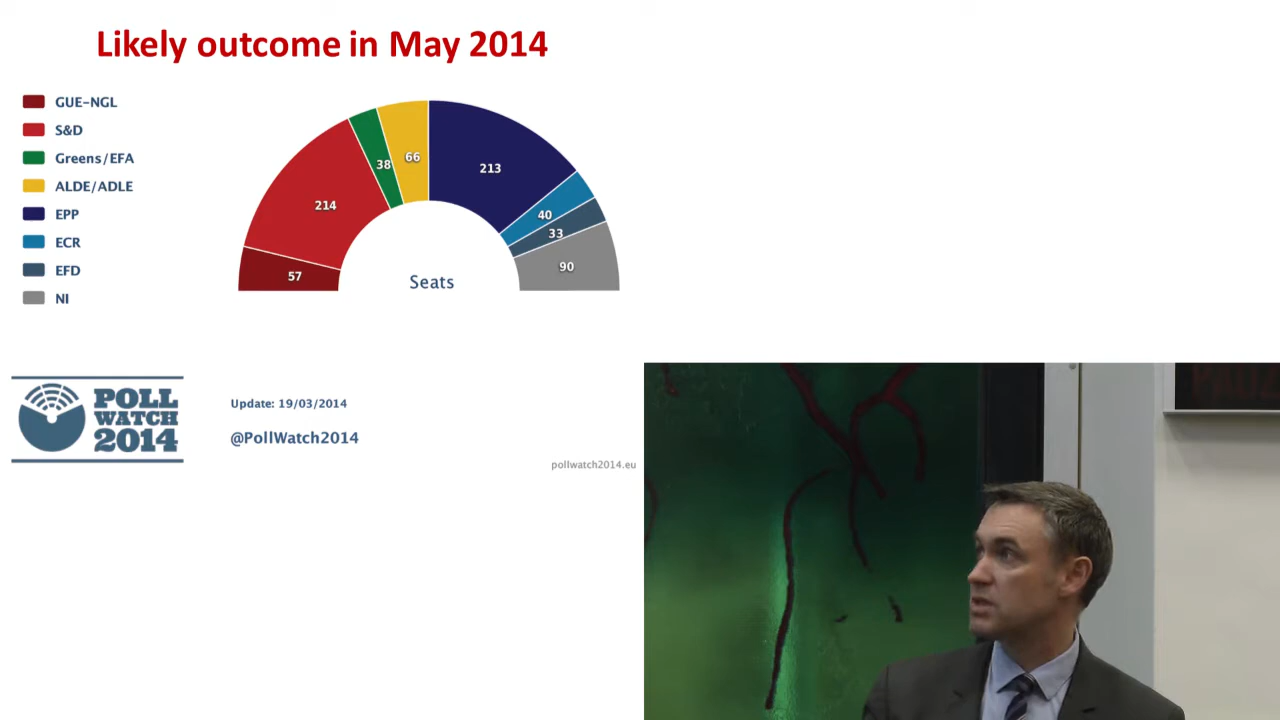 Likely outcome in May 2014
GUE-NGL
S&D
Greens/EFA
ALDE/ADLE
EPP
ECR
EFD
NI
57
214
38
66
213
40
33
90
Seats
POLL
WATCH
2014
Update: 19/03/2014
@PollWatch2014
pollwatch2014.eu